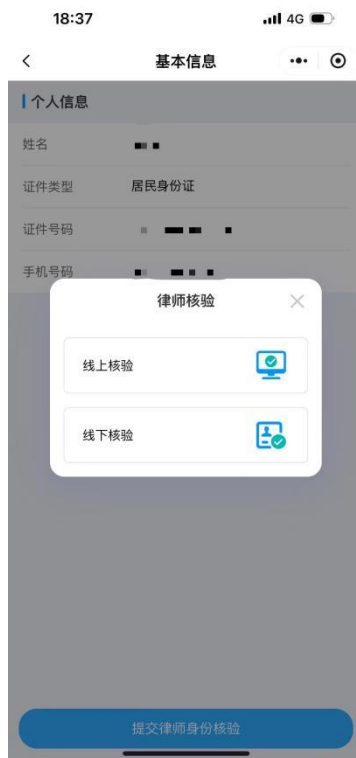 18:37
4G
基本信息
个人信息
姓名
证件类型 居民身份证
证件号码
手机号码
律师核验
线上核验
线下核验
提交律师身份核验